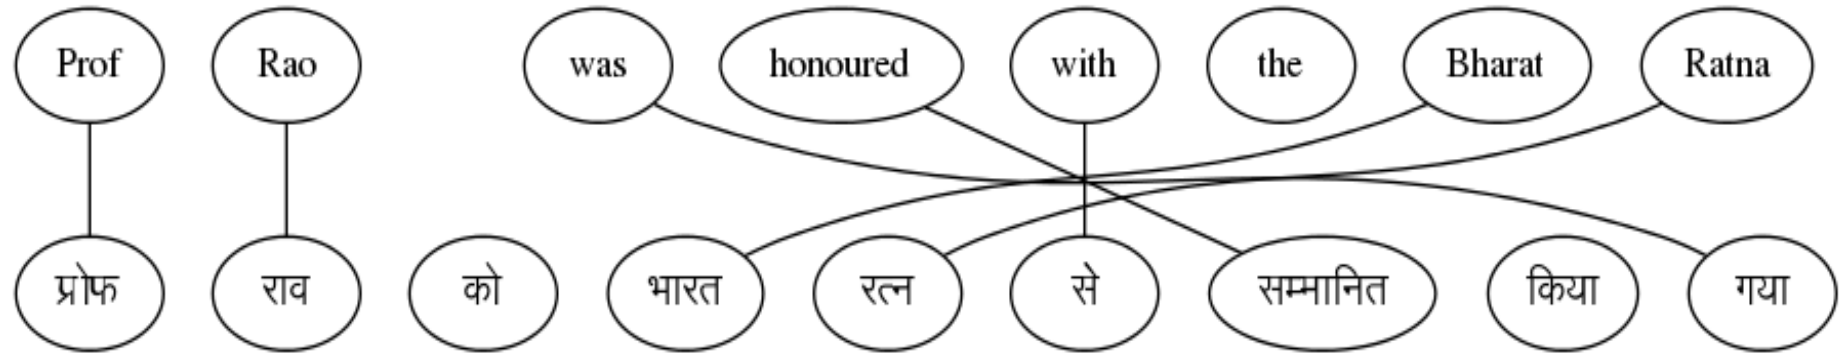 Prof Rao was honoured with the Bharat Ratna
प्रोफ राव को भारत रत्न से सम्मानित किया गया